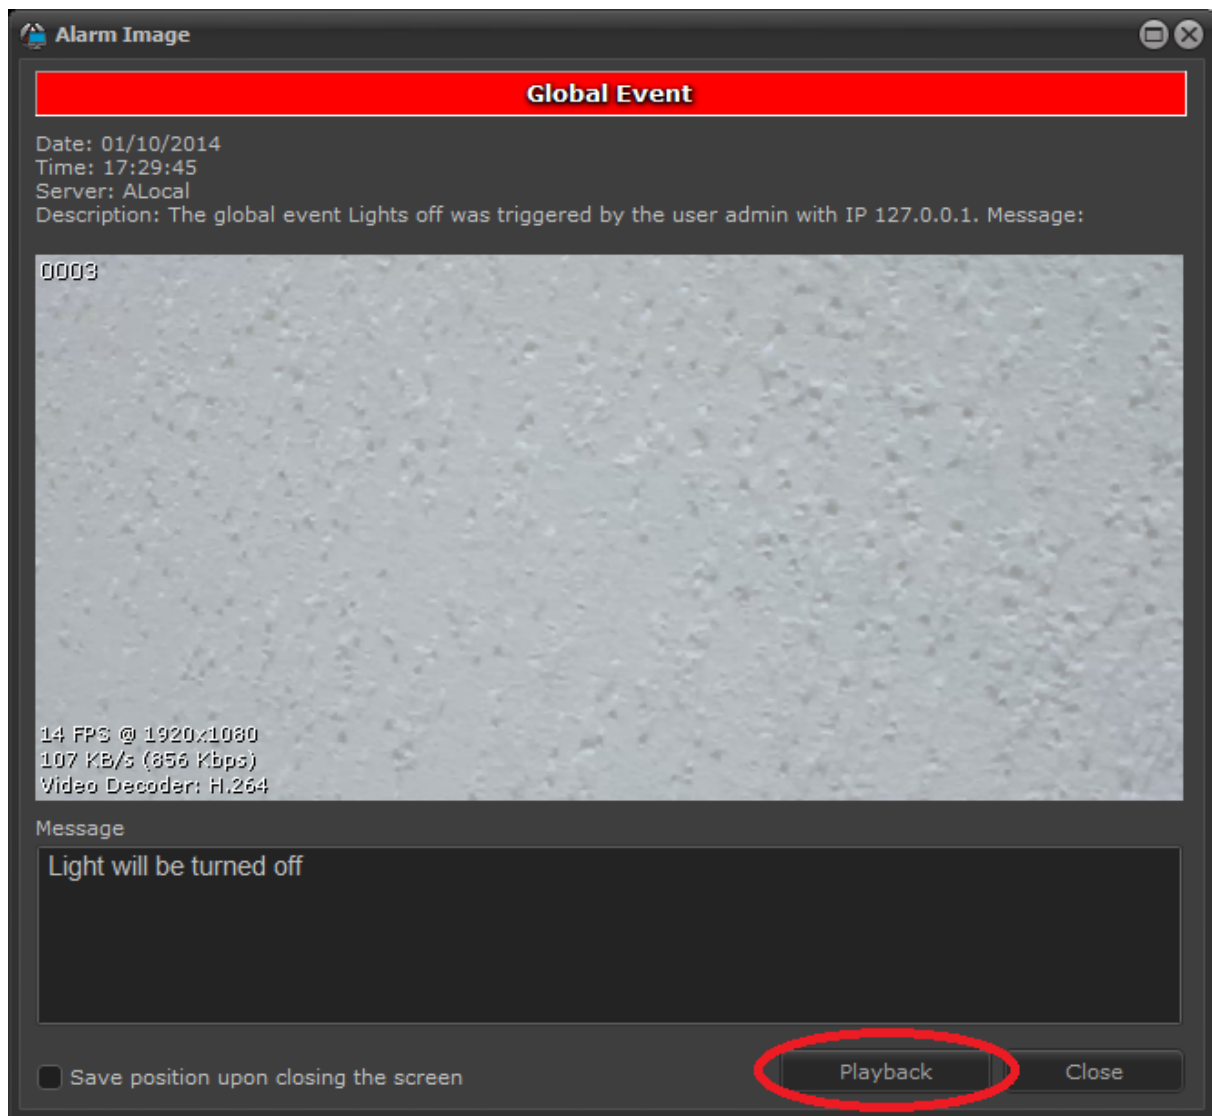 Alarm Image
Global Event
Date: 01/10/2014
Time: 17:29:45
Server: ALocal
Description: The global event Lights off was triggered by the user admin with IP 127.0.0.1. Message:
0003
14 FPS @ 1920x1080
107 KB/s (856 Kbps)
Video Decoder: H.264
Message
Light will be turned off
Save position upon closing the screen
Playback
Close